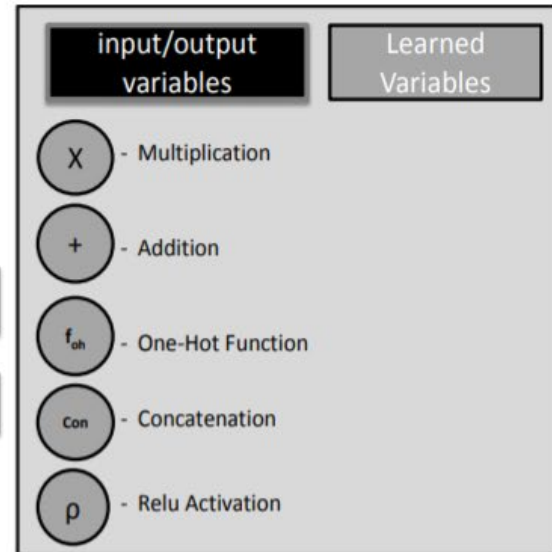 input/output
variables
Learned
Variables
X - Multiplication
+ - Addition
foh - One-Hot Function
Con - Concatenation
ρ - Relu Activation